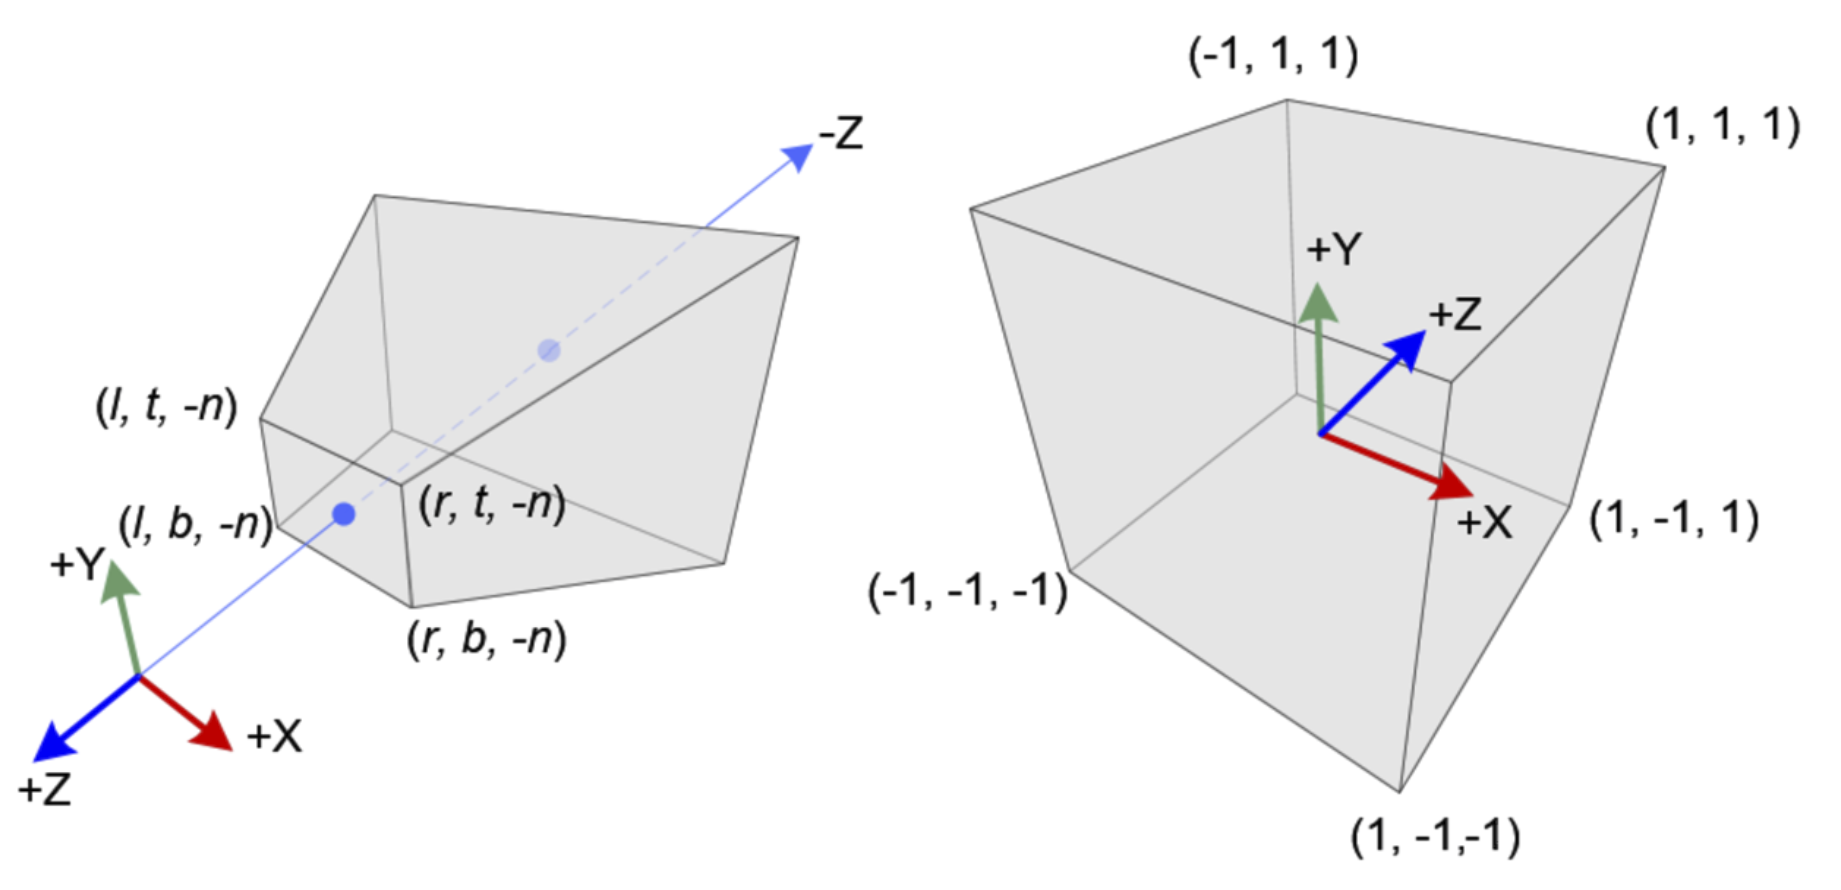 -Z
(l, t, -n)
(r, t, -n)
(l, b, -n)
+Y
(r, b, -n)
+X
+Z
(-1, 1, 1)
(1, 1, 1)
+Y
+Z
+X
(1, -1, 1)
(-1, -1, -1)
(1, -1,-1)